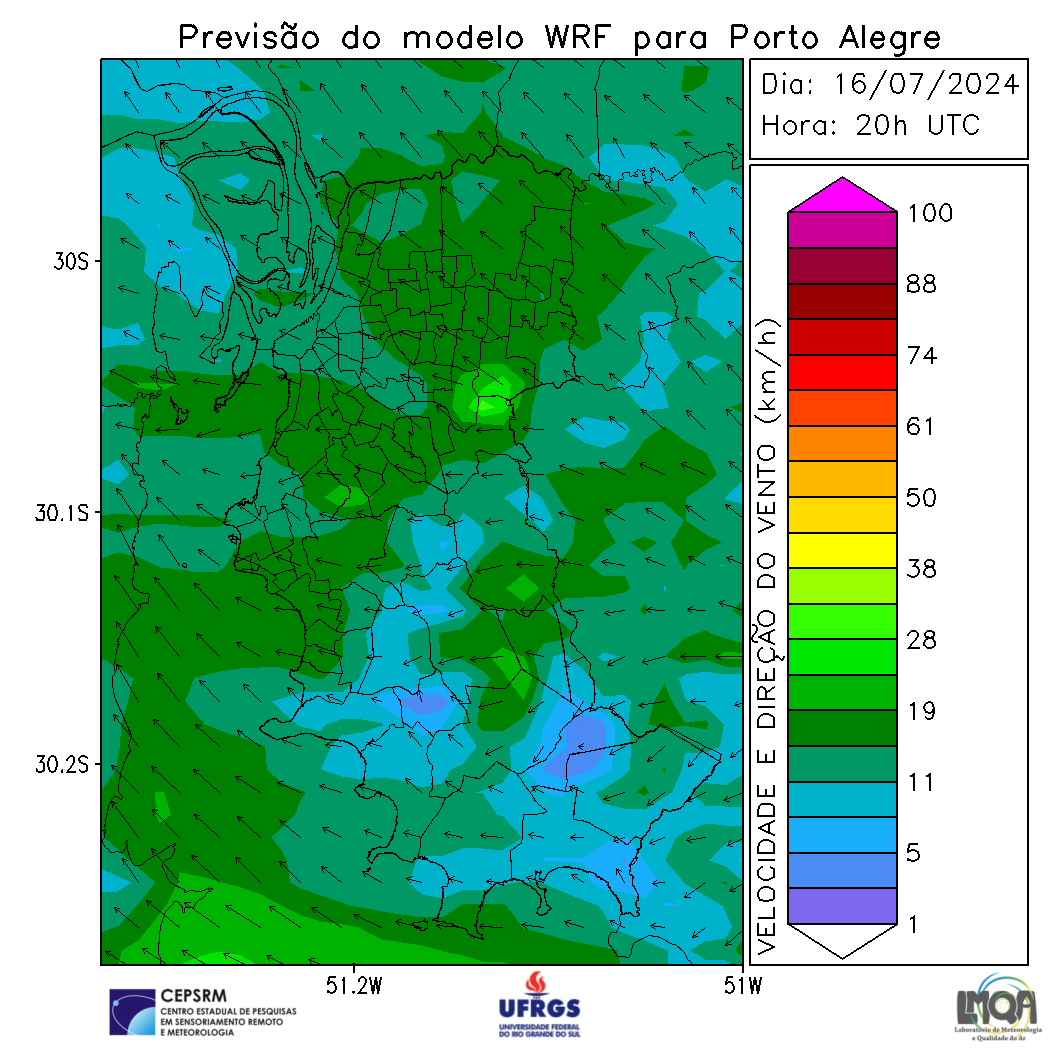 Previsão do modelo WRF para Porto Alegre
Dia: 16/07/2024
Hora: 20h UTC
30S
30.1S
30.2S
51.2W
51W
VELOCIDADE E DIREÇÃO DO VENTO (km/h)
100
88
74
61
50
38
28
19
11
5
1
CEPSRM
CENTRO ESTADUAL DE PESQUISAS
EM SENSORIAMENTO REMOTO
E METEOROLOGIA
UFRGS
UNIVERSIDADE FEDERAL
DO RIO GRANDE DO SUL
LMQA
Laboratório de Meteorologia
e Qualidade do Ar